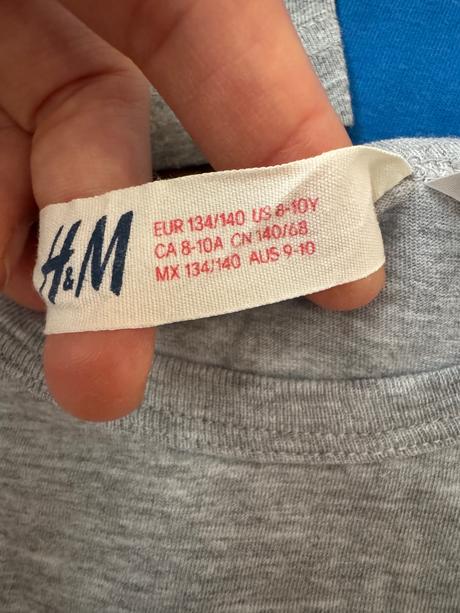 H&M
EUR 134/140 US 8-10Y
CA 8-10A CN 140/68
MX 134/140 AUS 9-10